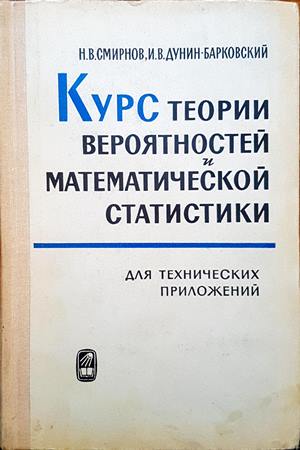 Н.В.СМИРНОВ, И.В.ДУНИН-БАРКОВСКИЙ
КУРС ТЕОРИИ
ВЕРОЯТНОСТЕЙ
и
МАТЕМАТИЧЕСКОЙ
СТАТИСТИКИ
ДЛЯ ТЕХНИЧЕСКИХ
ПРИЛОЖЕНИЙ